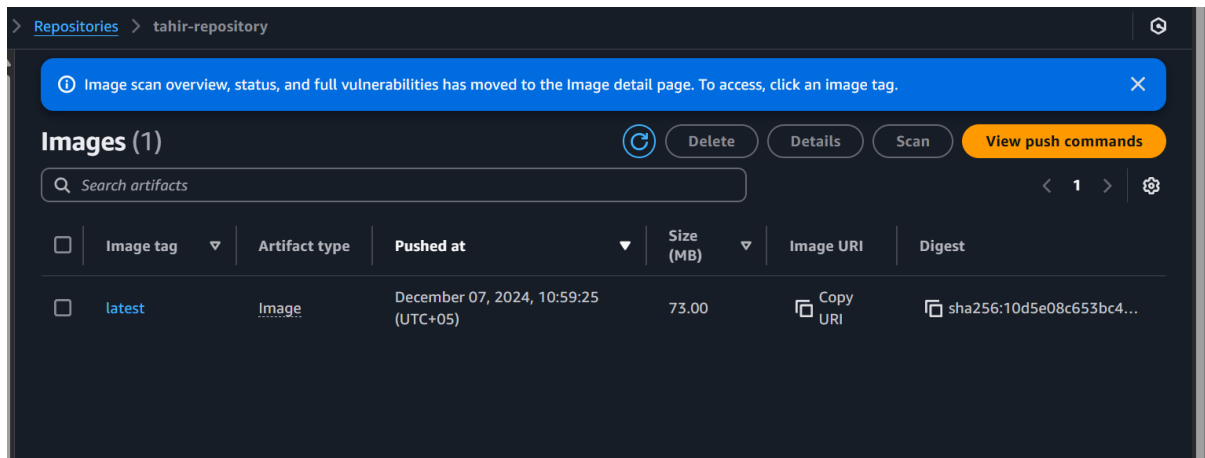 Repositories > tahir-repository
Image scan overview, status, and full vulnerabilities has moved to the Image detail page. To access, click an image tag.
Images (1)
Delete
Details
Scan
View push commands
Search artifacts
1
Image tag
Artifact type
Pushed at
Size
(MB)
Image URI
Digest
latest
Image
December 07, 2024, 10:59:25
(UTC+05)
73.00
Copy
URI
sha256:10d5e08c653bc4...